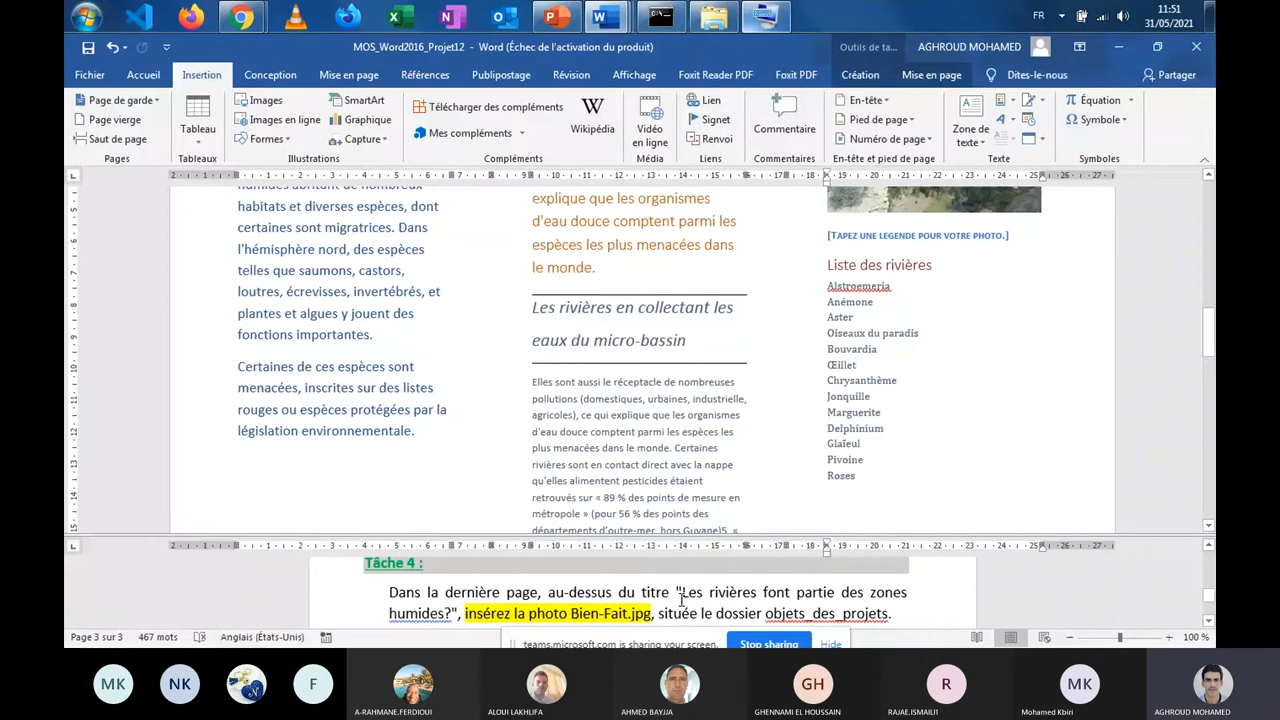 FR
11:51
31/05/2021
MOS_Word2016_Projet12 - Word (Échec de l'activation du produit)
Outils de ta...
AGHROUD MOHAMED
Fichier
Accueil
Insertion
Conception
Mise en page
Références
Publipostage
Révision
Affichage
Foxit Reader PDF
Foxit PDF
Création
Mise en page
Dites-le-nous
Partager
Page de garde
Page vierge
Saut de page
Pages
Tableau
Tableaux
Images
Images en ligne
Formes
SmartArt
Graphique
Capture
Illustrations
Télécharger des compléments
Mes compléments
Wikipédia
Compléments
Vidéo
en ligne
Média
Lien
Signet
Renvoi
Liens
Commentaire
Commentaires
En-tête
Pied de page
Numéro de page
En-tête et pied de page
Zone de
texte
Texte
Équation
Symbole
Symboles
humides abritant de nombreux
habitats et diverses espèces, dont
certaines sont migratrices. Dans
l'hémisphère nord, des espèces
telles que saumons, castors,
loutres, écrevisses, invertébrés, et
plantes et algues y jouent des
fonctions importantes.
Certaines de ces espèces sont
menacées, inscrites sur des listes
rouges ou espèces protégées par la
législation environnementale.
explique que les organismes
d'eau douce comptent parmi les
espèces les plus menacées dans
le monde.
Les rivières en collectant les
eaux du micro-bassin
Elles sont aussi le réceptacle de nombreuses
pollutions (domestiques, urbaines, industrielle,
agricoles), ce qui explique que les organismes
d'eau douce comptent parmi les espèces les
plus menacées dans le monde. Certaines
rivières sont en contact direct avec la nappe
qu'elles alimentent pesticides étaient
retrouvés sur « 89 % des points de mesure en
métropole » (pour 56 % des points des
départements d'outre-mer, hors Guyane)5. «
[TAPEZ UNE LEGENDE POUR VOTRE PHOTO.]
Liste des rivières
Alstroemeria
Anémone
Aster
Oiseaux du paradis
Bouvardia
Œillet
Chrysanthème
Jonquille
Marguerite
Delphinium
Glaïeul
Pivoine
Roses
Tâche 4 :
Dans la dernière page, au-dessus du titre "Les rivières font partie des zones
humides?", insérez la photo Bien-Fait.jpg, située le dossier objets_des_projets.
Page 3 sur 3
467 mots
Anglais (États-Unis)
100 %
teams.microsoft.com is sharing your screen.
Stop sharing
Hide
MK
NK
F
GH
R
MK
A-RAHMANE.FERDIOUI
ALOUI LAKHLIFA
AHMED BAYJJA
GHENNAMI EL HOUSSAIN
RAJAE.ISMAILI1
Mohamed Kbiri
AGHROUD MOHAMED